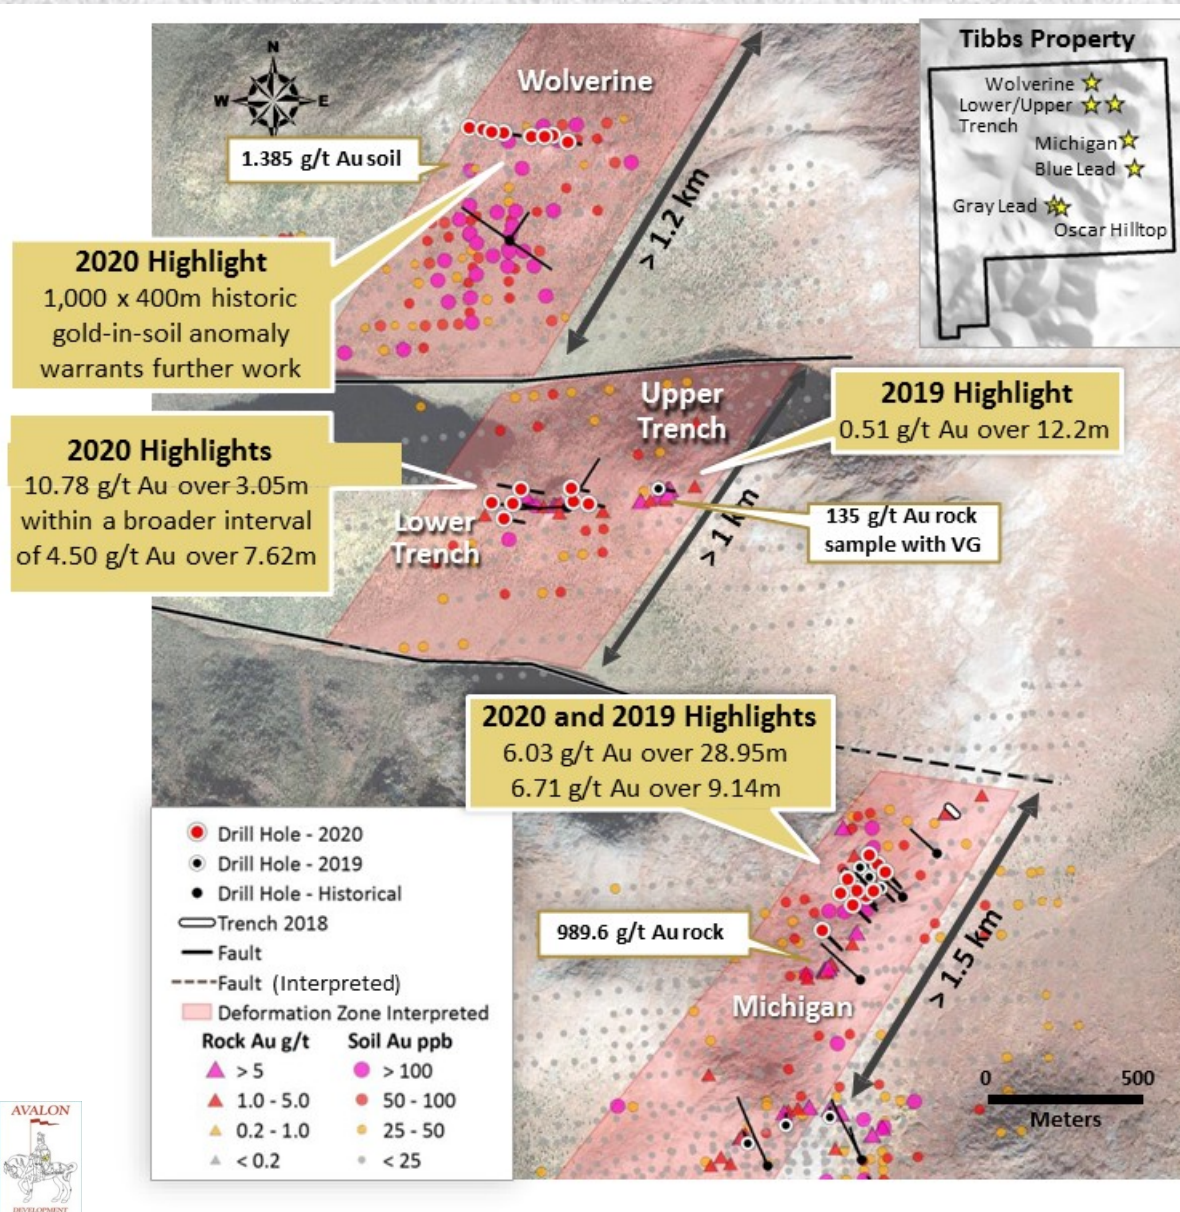 N
W E
S
Wolverine
1.385 g/t Au soil
> 1.2 km
2020 Highlight
1,000 x 400m historic
gold-in-soil anomaly
warrants further work
Tibbs Property
Wolverine
Lower/Upper
Trench
Michigan
Blue Lead
Gray Lead
Oscar Hilltop
Upper
Trench
2019 Highlight
0.51 g/t Au over 12.2m
2020 Highlights
10.78 g/t Au over 3.05m
within a broader interval
of 4.50 g/t Au over 7.62m
Lower
Trench
> 1 km
135 g/t Au rock
sample with VG
2020 and 2019 Highlights
6.03 g/t Au over 28.95m
6.71 g/t Au over 9.14m
989.6 g/t Au rock
Michigan
> 1.5 km
Drill Hole - 2020
Drill Hole - 2019
Drill Hole - Historical
Trench 2018
Fault
Fault (Interpreted)
Deformation Zone Interpreted
Rock Au g/t Soil Au ppb
> 5 > 100
1.0 - 5.0 50 - 100
0.2 - 1.0 25 - 50
< 0.2 < 25
0 500
Meters
AVALON
DEVELOPMENT